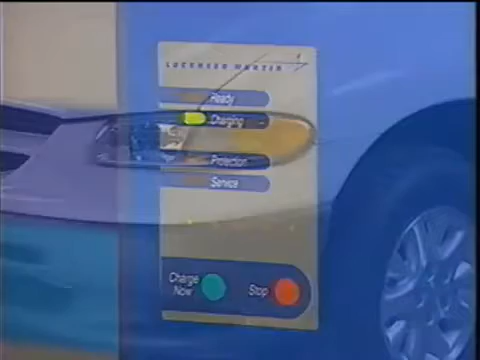 LOCKHEED MARTIN
Ready
Charging
Protection
Service
Charge Now
Stop